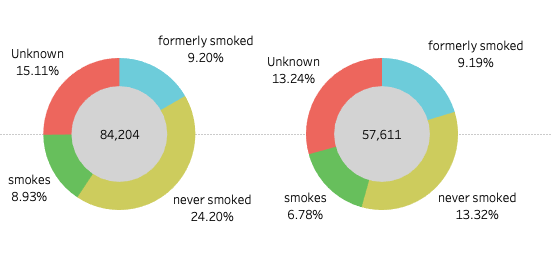 formerly smoked
9.20%
Unknown
15.11%
84,204
smokes
8.93%
never smoked
24.20%
formerly smoked
9.19%
Unknown
13.24%
57,611
smokes
6.78%
never smoked
13.32%